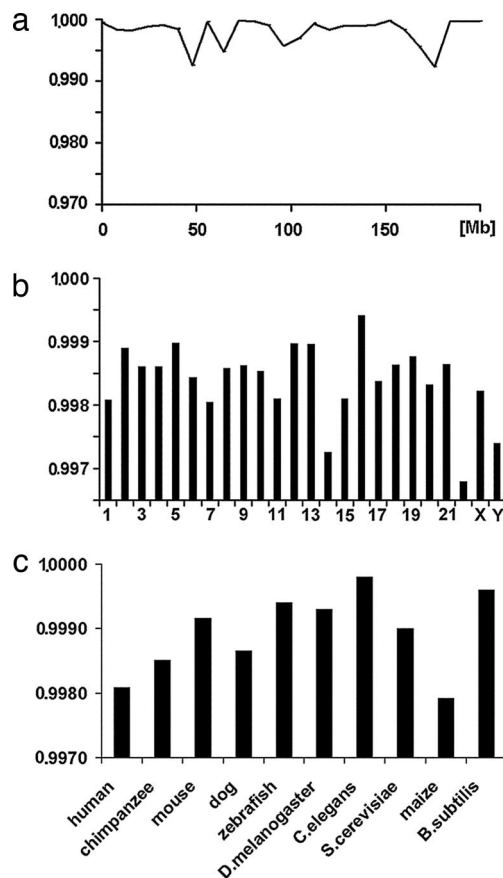 a
1.000
0.990
0.980
0.970
0 50 100 150 [Mb]
b
1.000
0.999
0.998
0.997
1 3 5 7 9 11 13 15 17 19 21 X Y
c
1.0000
0.9990
0.9980
0.9970
human
chimpanzee
mouse
dog
zebrafish
D.melanogaster
C.elegans
S.cerevisiae
maize
B.subtilis